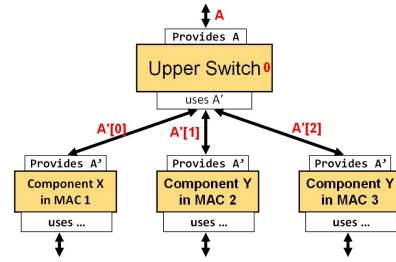 A
Provides A
Upper Switch 0
uses A'
A'[0]
A'[1]
A'[2]
Provides A'
Provides A'
Provides A'
Component X
in MAC 1
Component Y
in MAC 2
Component Y
in MAC 3
uses ...
uses ...
uses ...